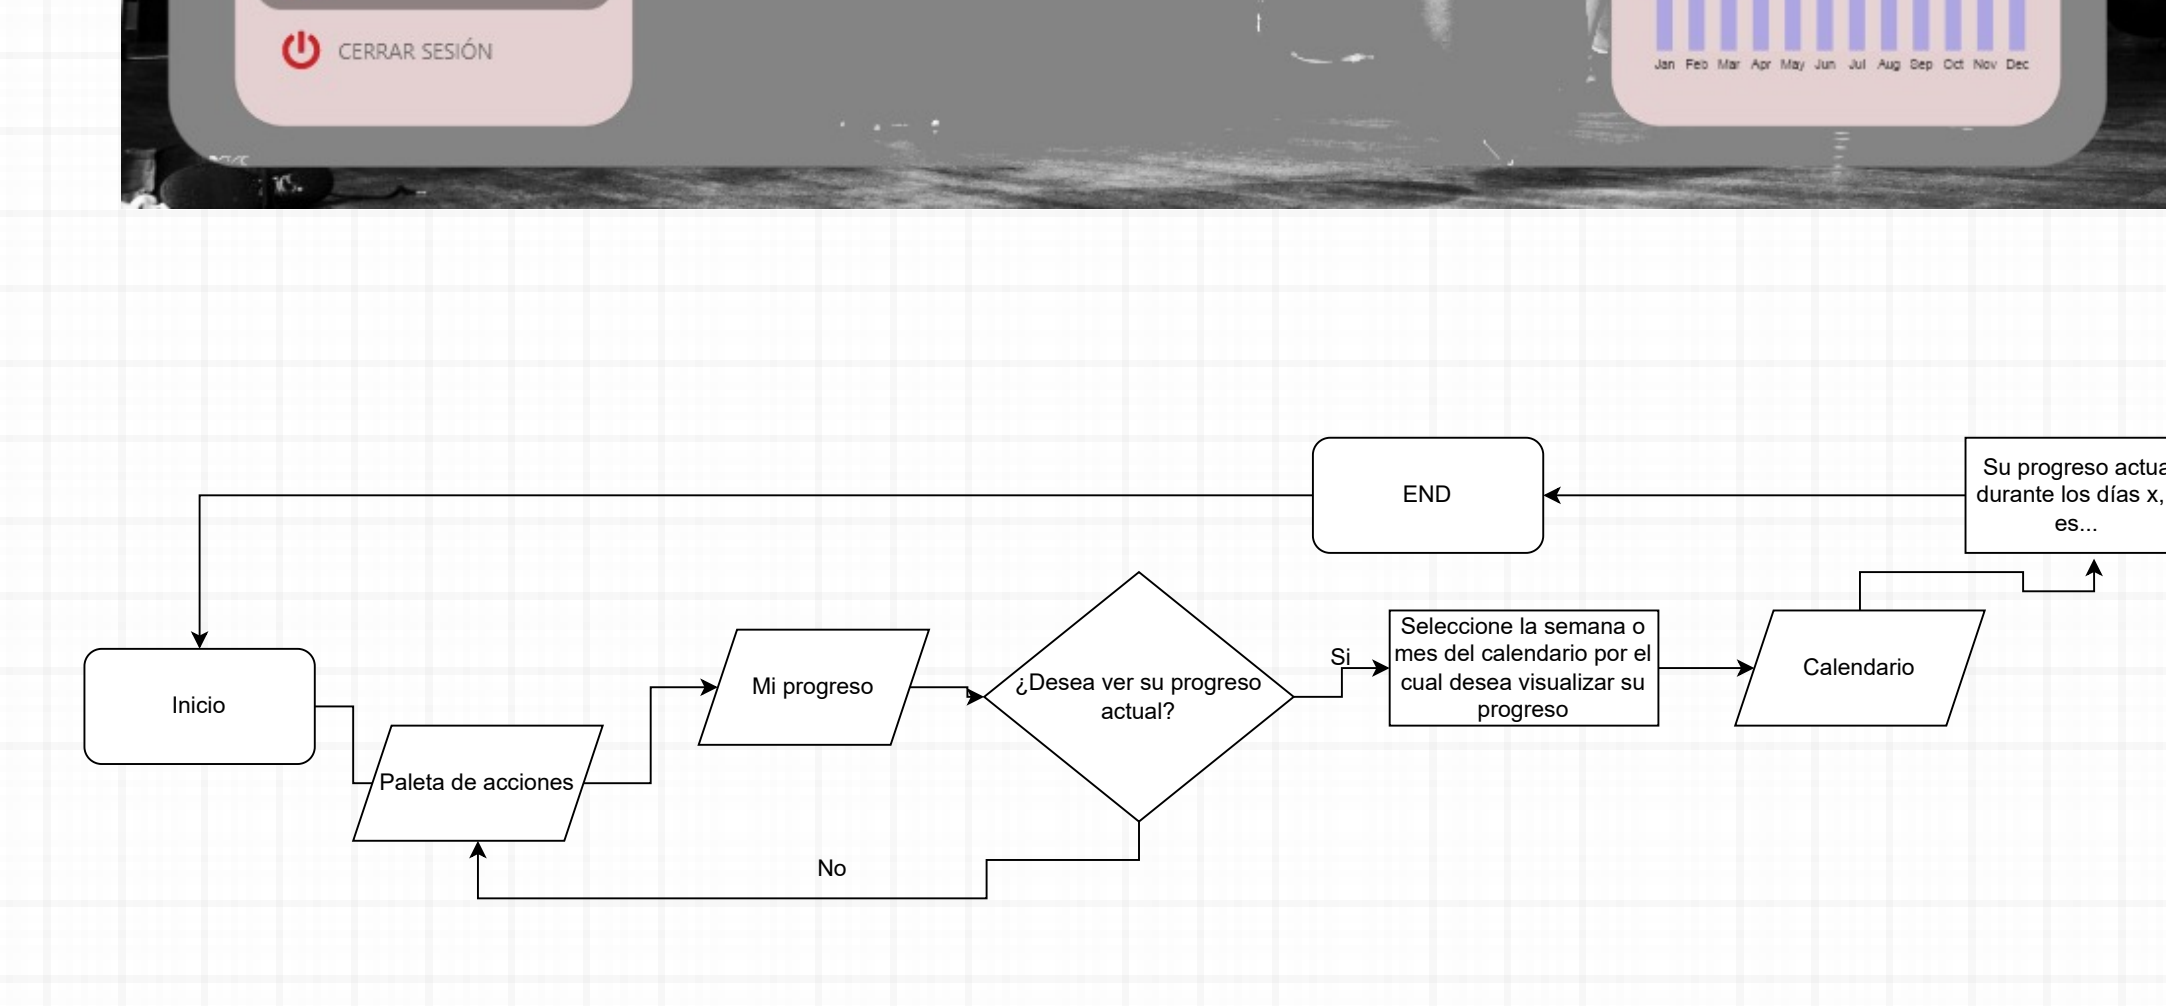 CERRAR SESIÓN
Jan Feb Mar Apr May Jun Jul Aug Sep Oct Nov Dec
END
Su progreso
durante los días x,
es...
Inicio
Paleta de acciones
Mi progreso
¿Desea ver su progreso
actual?
Si
Seleccione la semana o
mes del calendario por el
cual desea visualizar su
progreso
Calendario
No